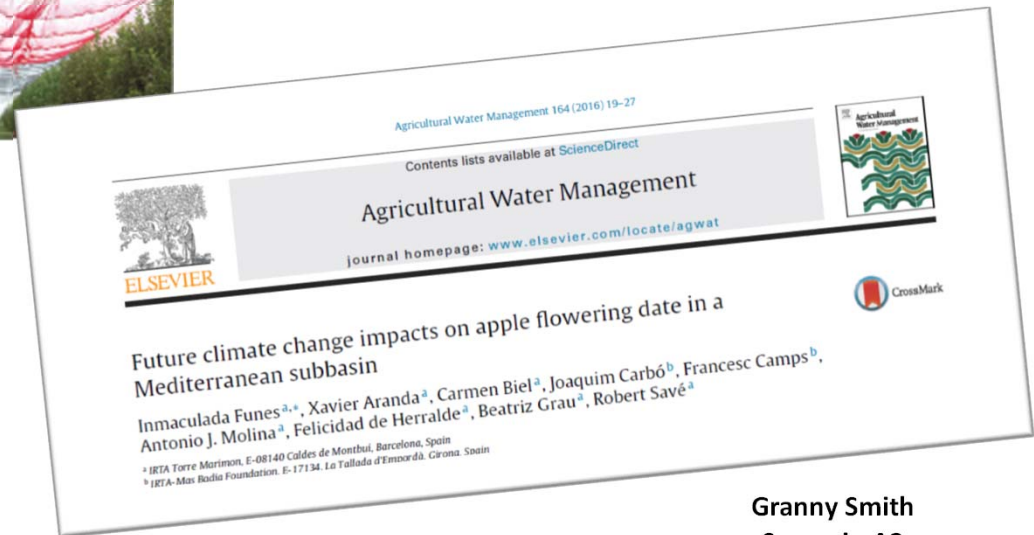 Agricultural Water Management 164 (2016) 19–27
Contents lists available at ScienceDirect
Agricultural Water Management
journal homepage: www.elsevier.com/locate/agwat
ELSEVIER
Agricultural
Water Management
CrossMark
Future climate change impacts on apple flowering date in a
Mediterranean subbasin
Inmaculada Funes a,*, Xavier Aranda a, Carmen Biel a, Joaquim Carbó b, Francesc Camps b,
Antonio J. Molina a, Felicidad de Herralde a, Beatriz Grau a, Robert Savé a
a IRTA Torre Marimon, E-08140 Caldes de Montbui, Barcelona, Spain
b IRTA-Mas Badia Foundation. E-17134. La Tallada d'Empordà. Girona. Spain
Granny Smith